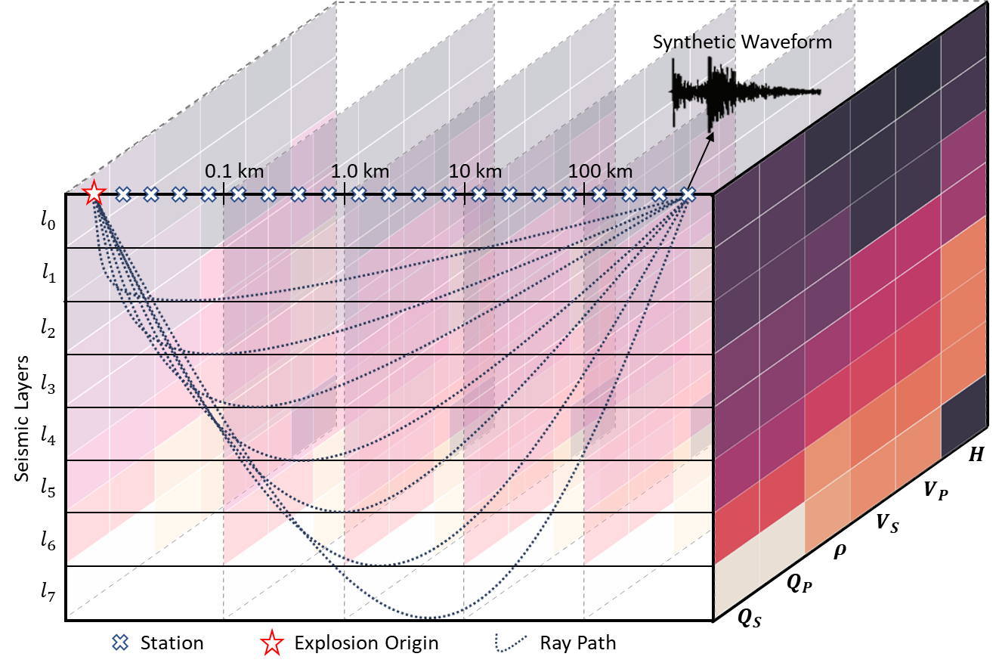 Synthetic Waveform
0.1 km 1.0 km 10 km 100 km
l0
l1
l2
l3
l4
l5
l6
l7
Seismic Layers
H
VP
VS
ρ
QP
QS
Station Explosion Origin Ray Path